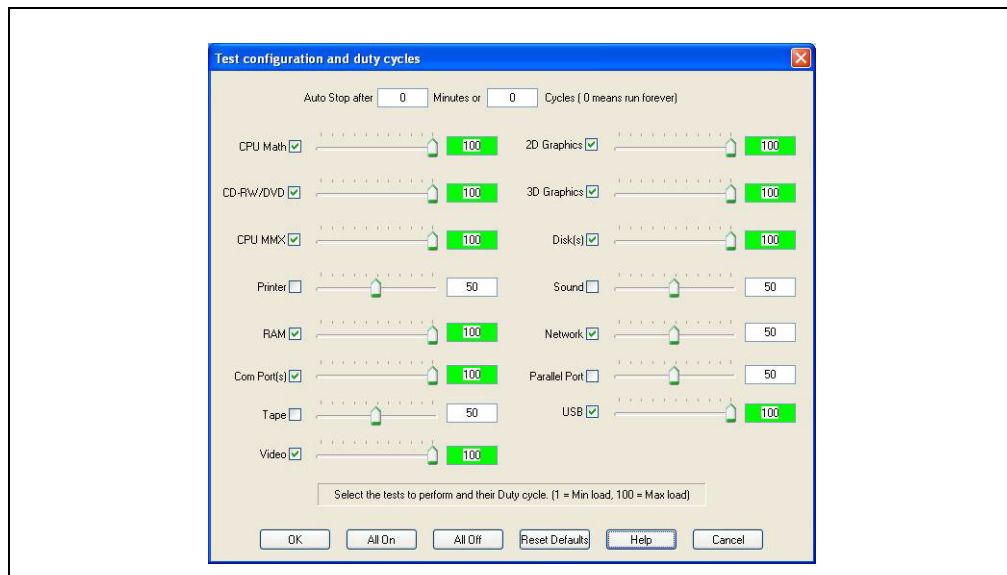 Test configuration and duty cycles
Auto Stop after 0 Minutes or 0 Cycles ( 0 means run forever)
CPU Math 100
2D Graphics 100
CD-RW/DVD 100
3D Graphics 100
CPU MMX 100
Disk(s) 100
Printer 50
Sound 50
RAM 100
Network 50
Com Port(s) 100
Parallel Port 50
Tape 50
USB 100
Video 100
Select the tests to perform and their Duty cycle. (1 = Min load, 100 = Max load)
OK All On All Off Reset Defaults Help Cancel